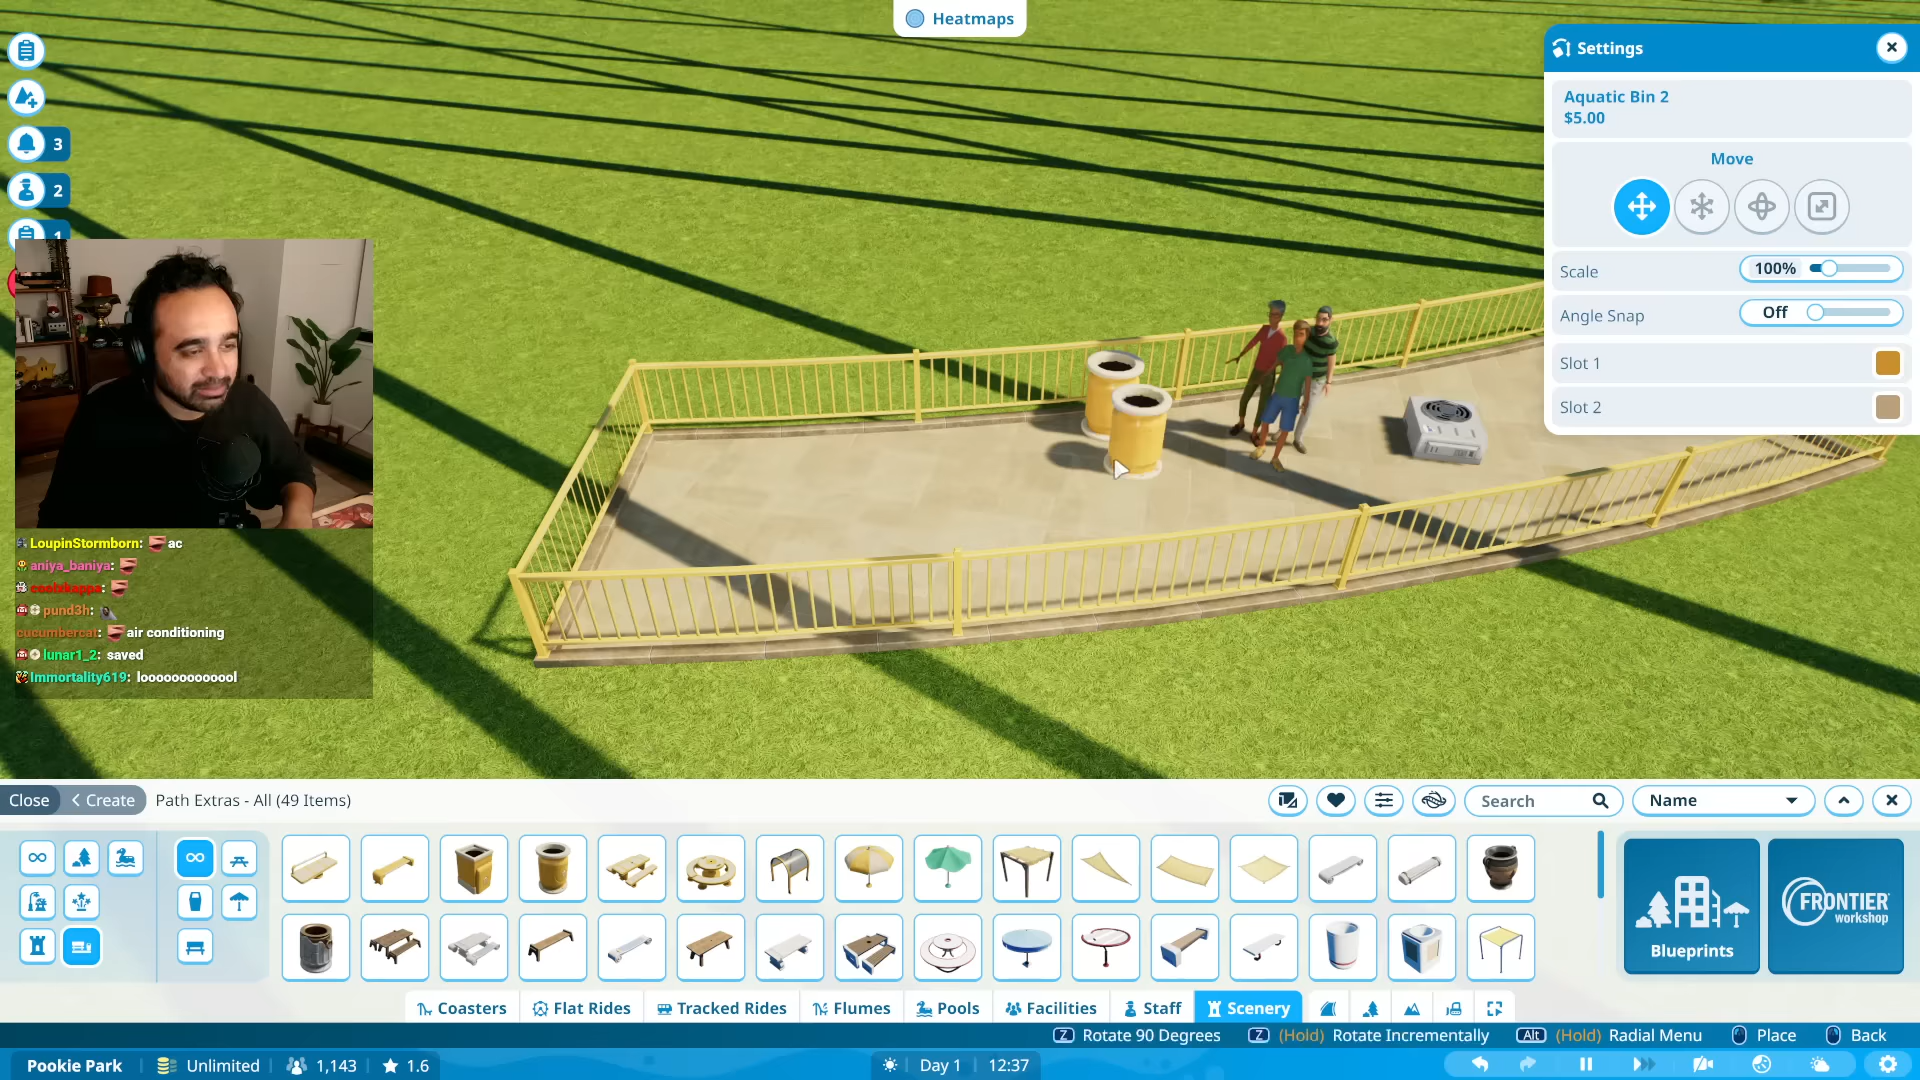 Heatmaps
3
2
1
Settings
Aquatic Bin 2
$5.00
Move
Scale
100%
Angle Snap
Off
Slot 1
Slot 2
LoupinStormborn: ac
aniya_baniya:
coolxkappa:
pund3h:
cucumbercat: air conditioning
lunar1_2: saved
Immortality619: looooooooooool
Close
Create
Path Extras - All (49 Items)
Search
Name
Blueprints
FRONTIER
workshop
Coasters
Flat Rides
Tracked Rides
Flumes
Pools
Facilities
Staff
Scenery
Z Rotate 90 Degrees
Z (Hold) Rotate Incrementally
Alt (Hold) Radial Menu
Place
Back
Pookie Park
Unlimited
1,143
1.6
Day 1
12:37